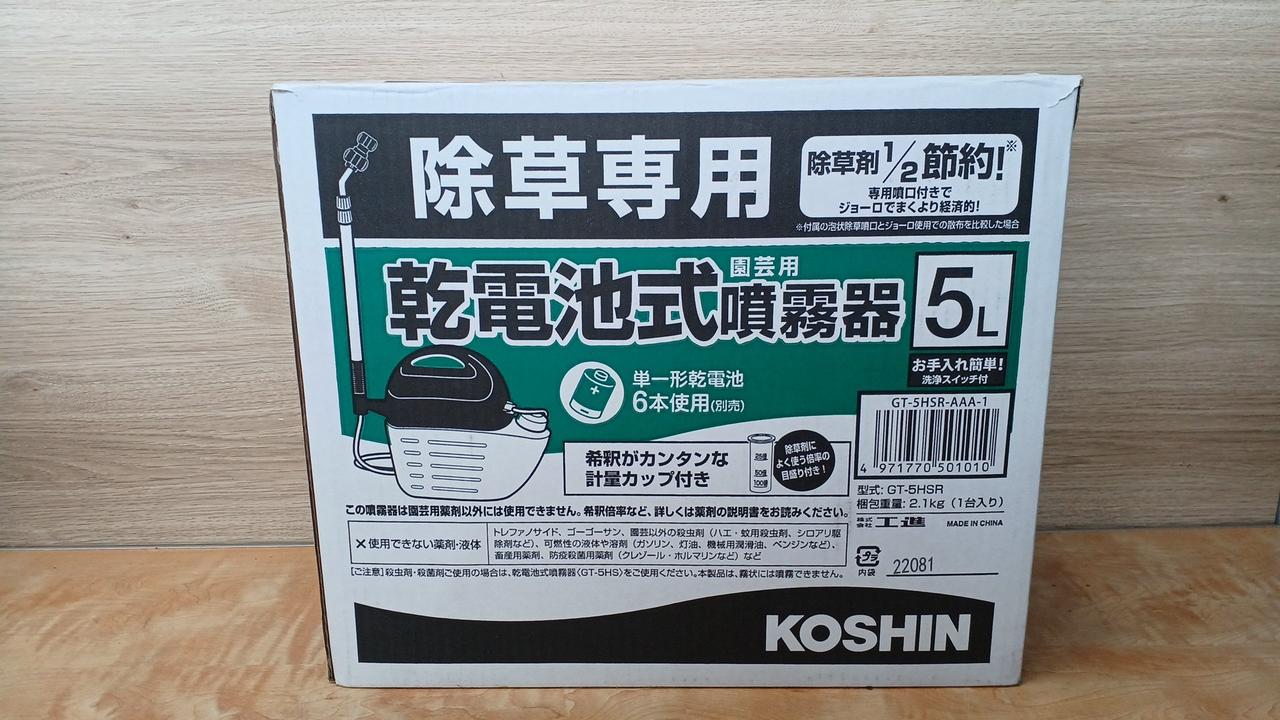 除草専用
除草剤1/2節約!※
専用噴口付きで
ジョーロでまくより経済的!
※付属の泡状除草噴口とジョーロ使用での散布を比較した場合
園芸用
乾電池式噴霧器
5L
お手入れ簡単!
洗浄スイッチ付
単一形乾電池
6本使用(別売)
GT-5HSR-AAA-1
4 971770 501010
希釈がカンタンな
計量カップ付き
25倍
50倍
100倍
除草剤に
よく使う倍率の
目盛り付き!
型式: GT-5HSR
梱包重量: 2.1kg (1台入り)
株式会社 工進 MADE IN CHINA
この噴霧器は園芸用薬剤以外には使用できません。希釈倍率など、詳しくは薬剤の説明書をお読みください。
×使用できない薬剤・液体
トレファノサイド、ゴーゴーサン、園芸以外の殺虫剤(ハエ・蚊用殺虫剤、シロアリ駆
除剤など)、可燃性の液体や溶剤(ガソリン、灯油、機械用潤滑油、ベンジンなど)、
畜産用薬剤、防疫殺菌用薬剤(クレゾール・ホルマリンなど)など
[ご注意]殺虫剤・殺菌剤ご使用の場合は、乾電池式噴霧器〈GT-5HS〉をご使用ください。本製品は、霧状には噴霧できません。
プラ
内袋
22081
KOSHIN